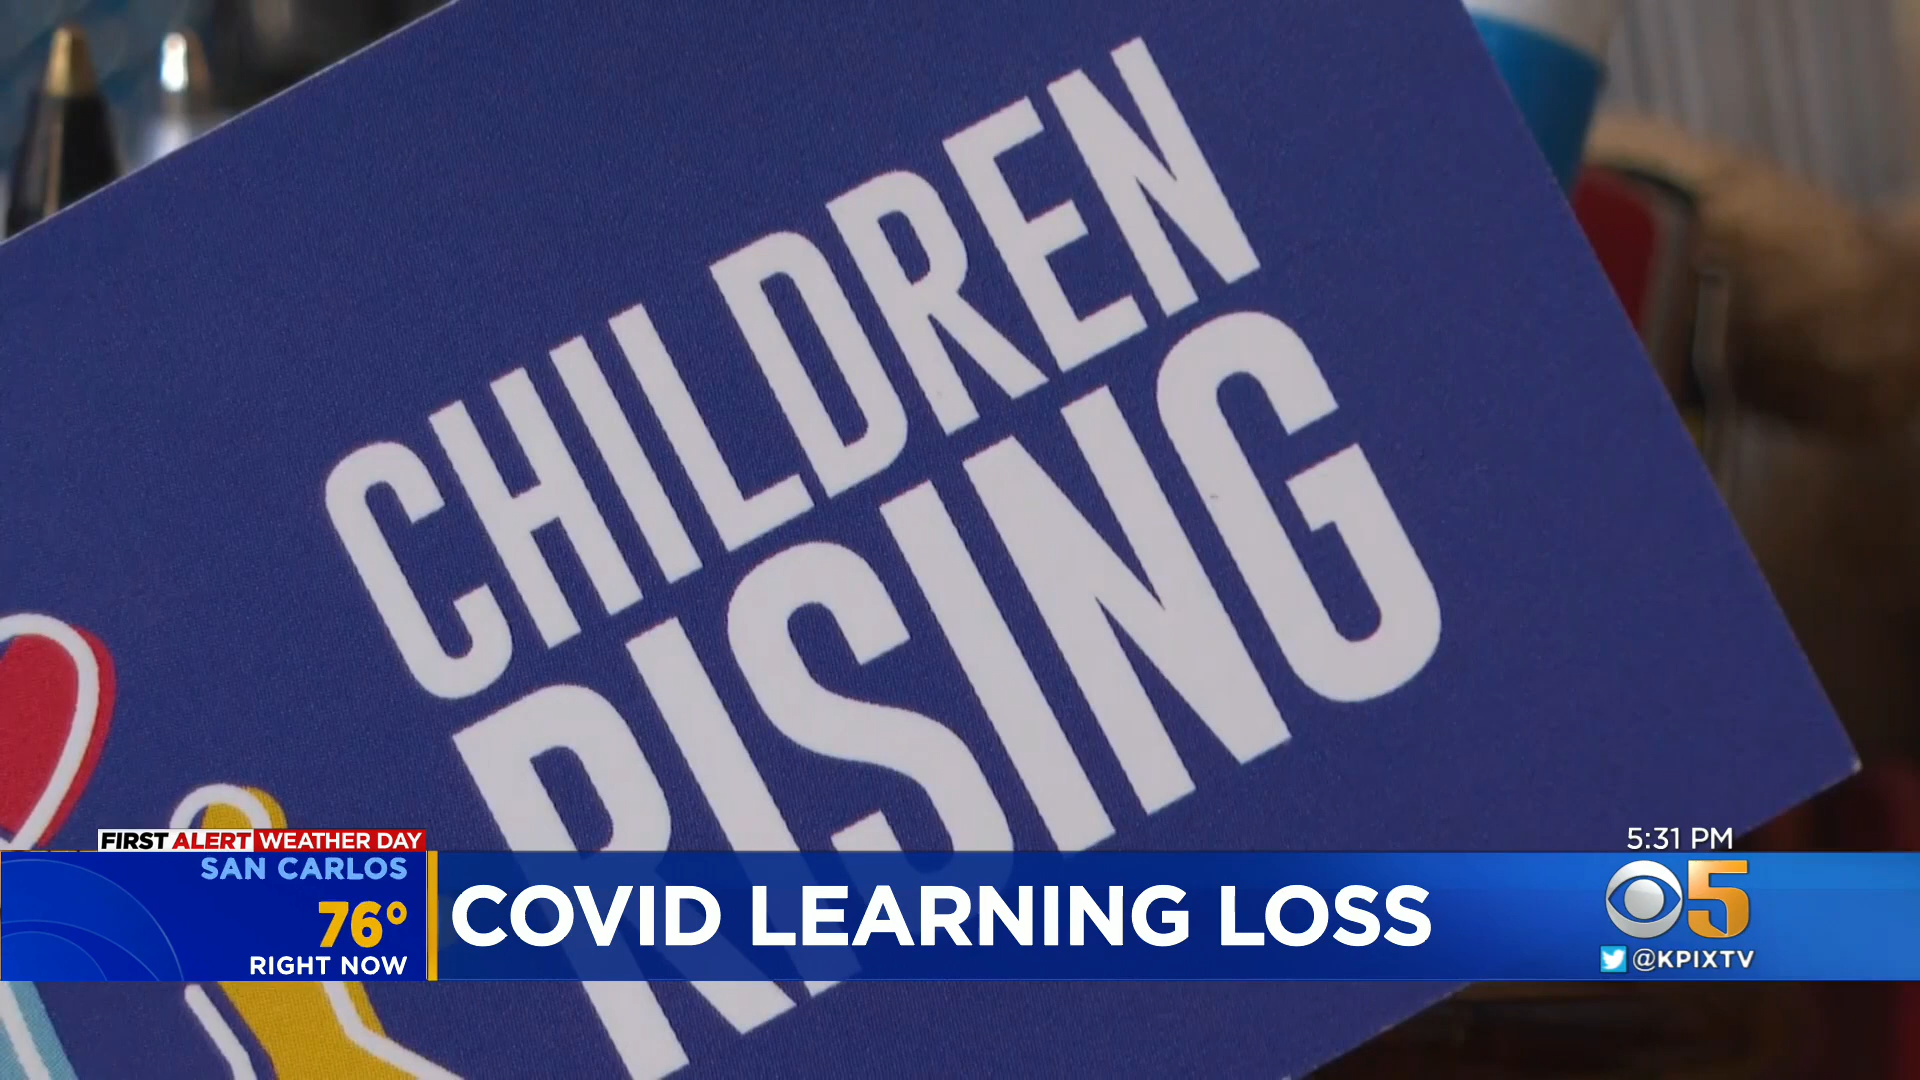 CHILDREN
RISING
5:31 PM
FIRST ALERT WEATHER DAY
SAN CARLOS
76°
RIGHT NOW
COVID LEARNING LOSS
5
@KPIXTV